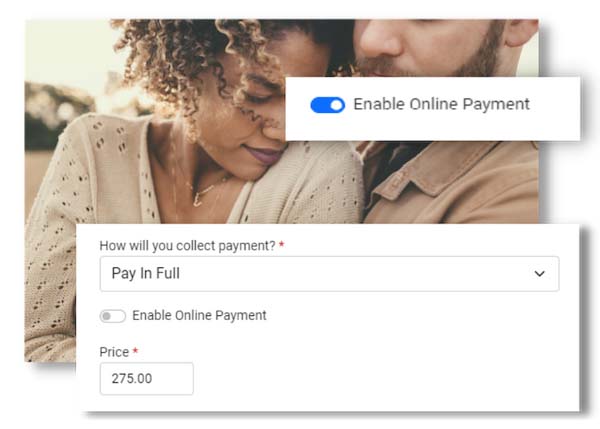 Enable Online Payment
How will you collect payment? *
Pay In Full
Enable Online Payment
Price *
275.00